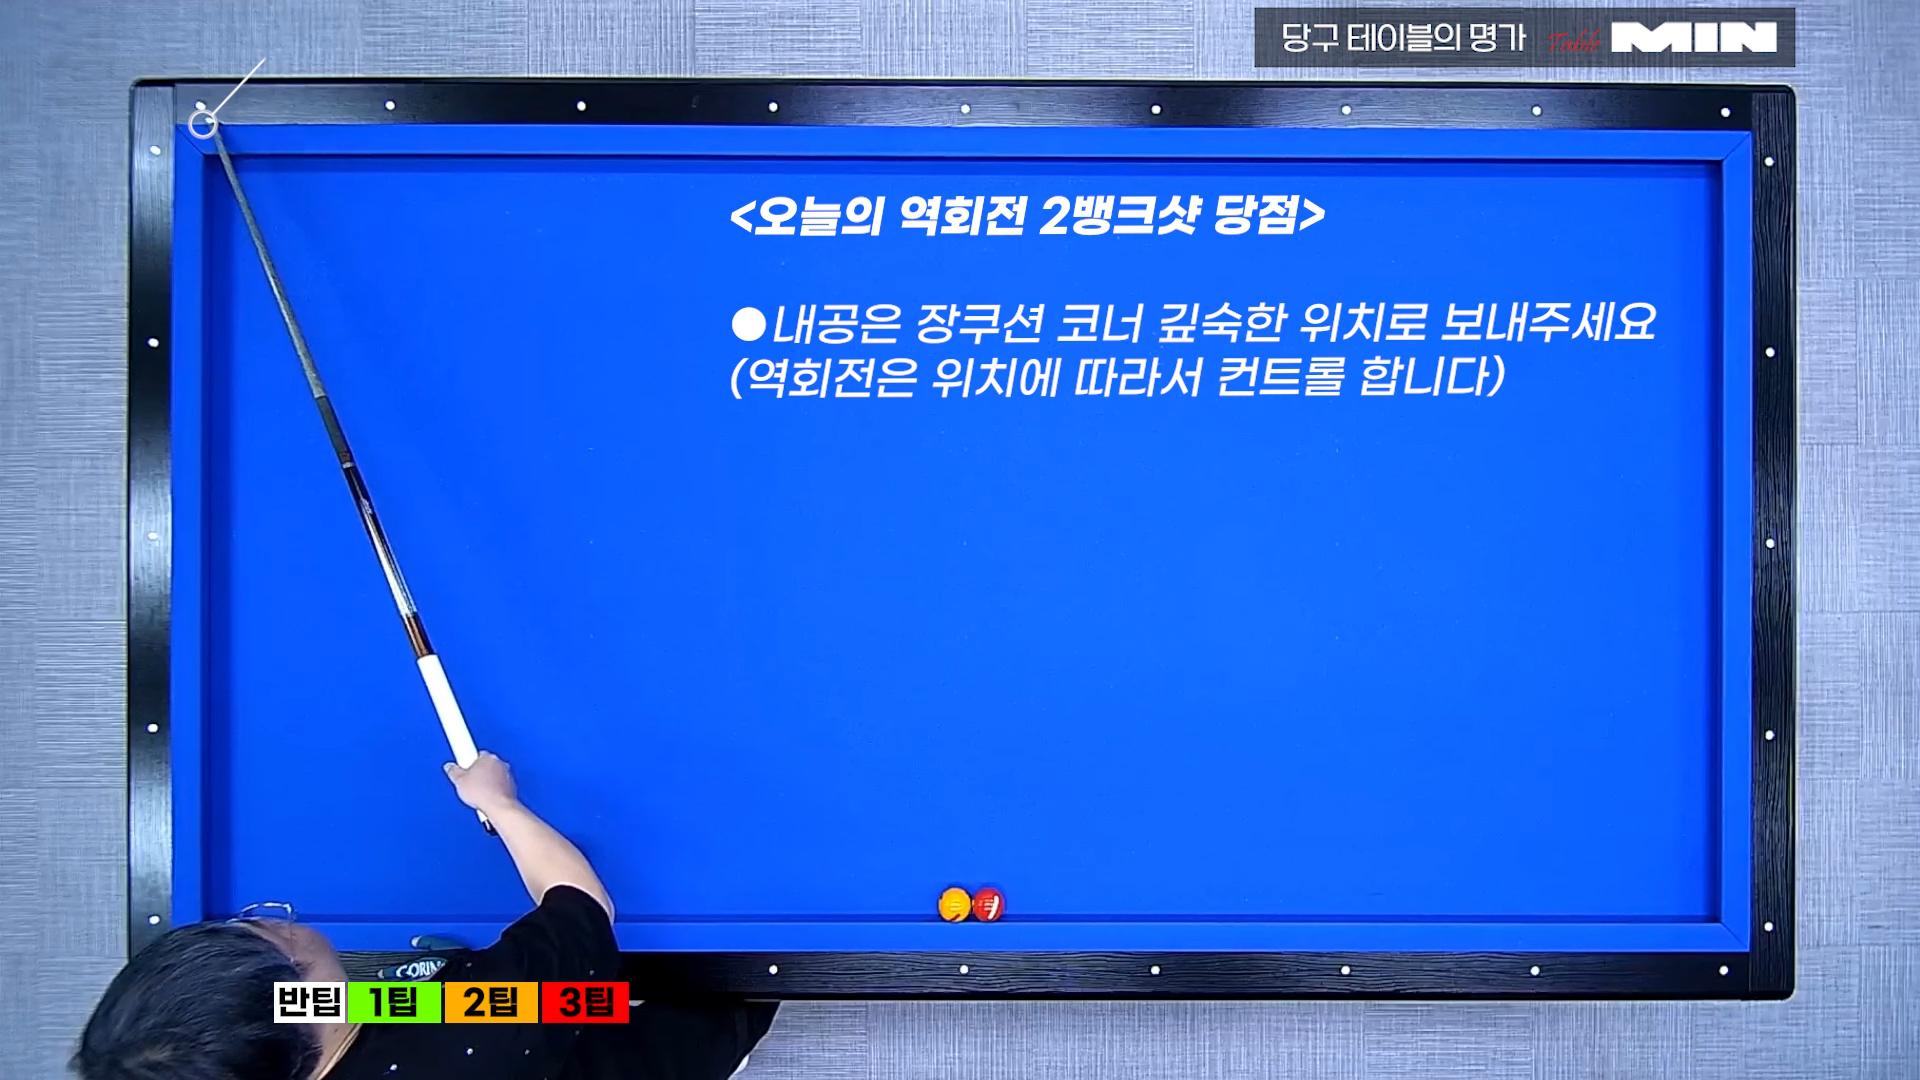 당구 테이블의 명가 Table MIN
<오늘의 역회전 2뱅크샷 당점>
●내공은 장쿠션 코너 깊숙한 위치로 보내주세요
(역회전은 위치에 따라서 컨트롤 합니다)
반팁 1팁 2팁 3팁